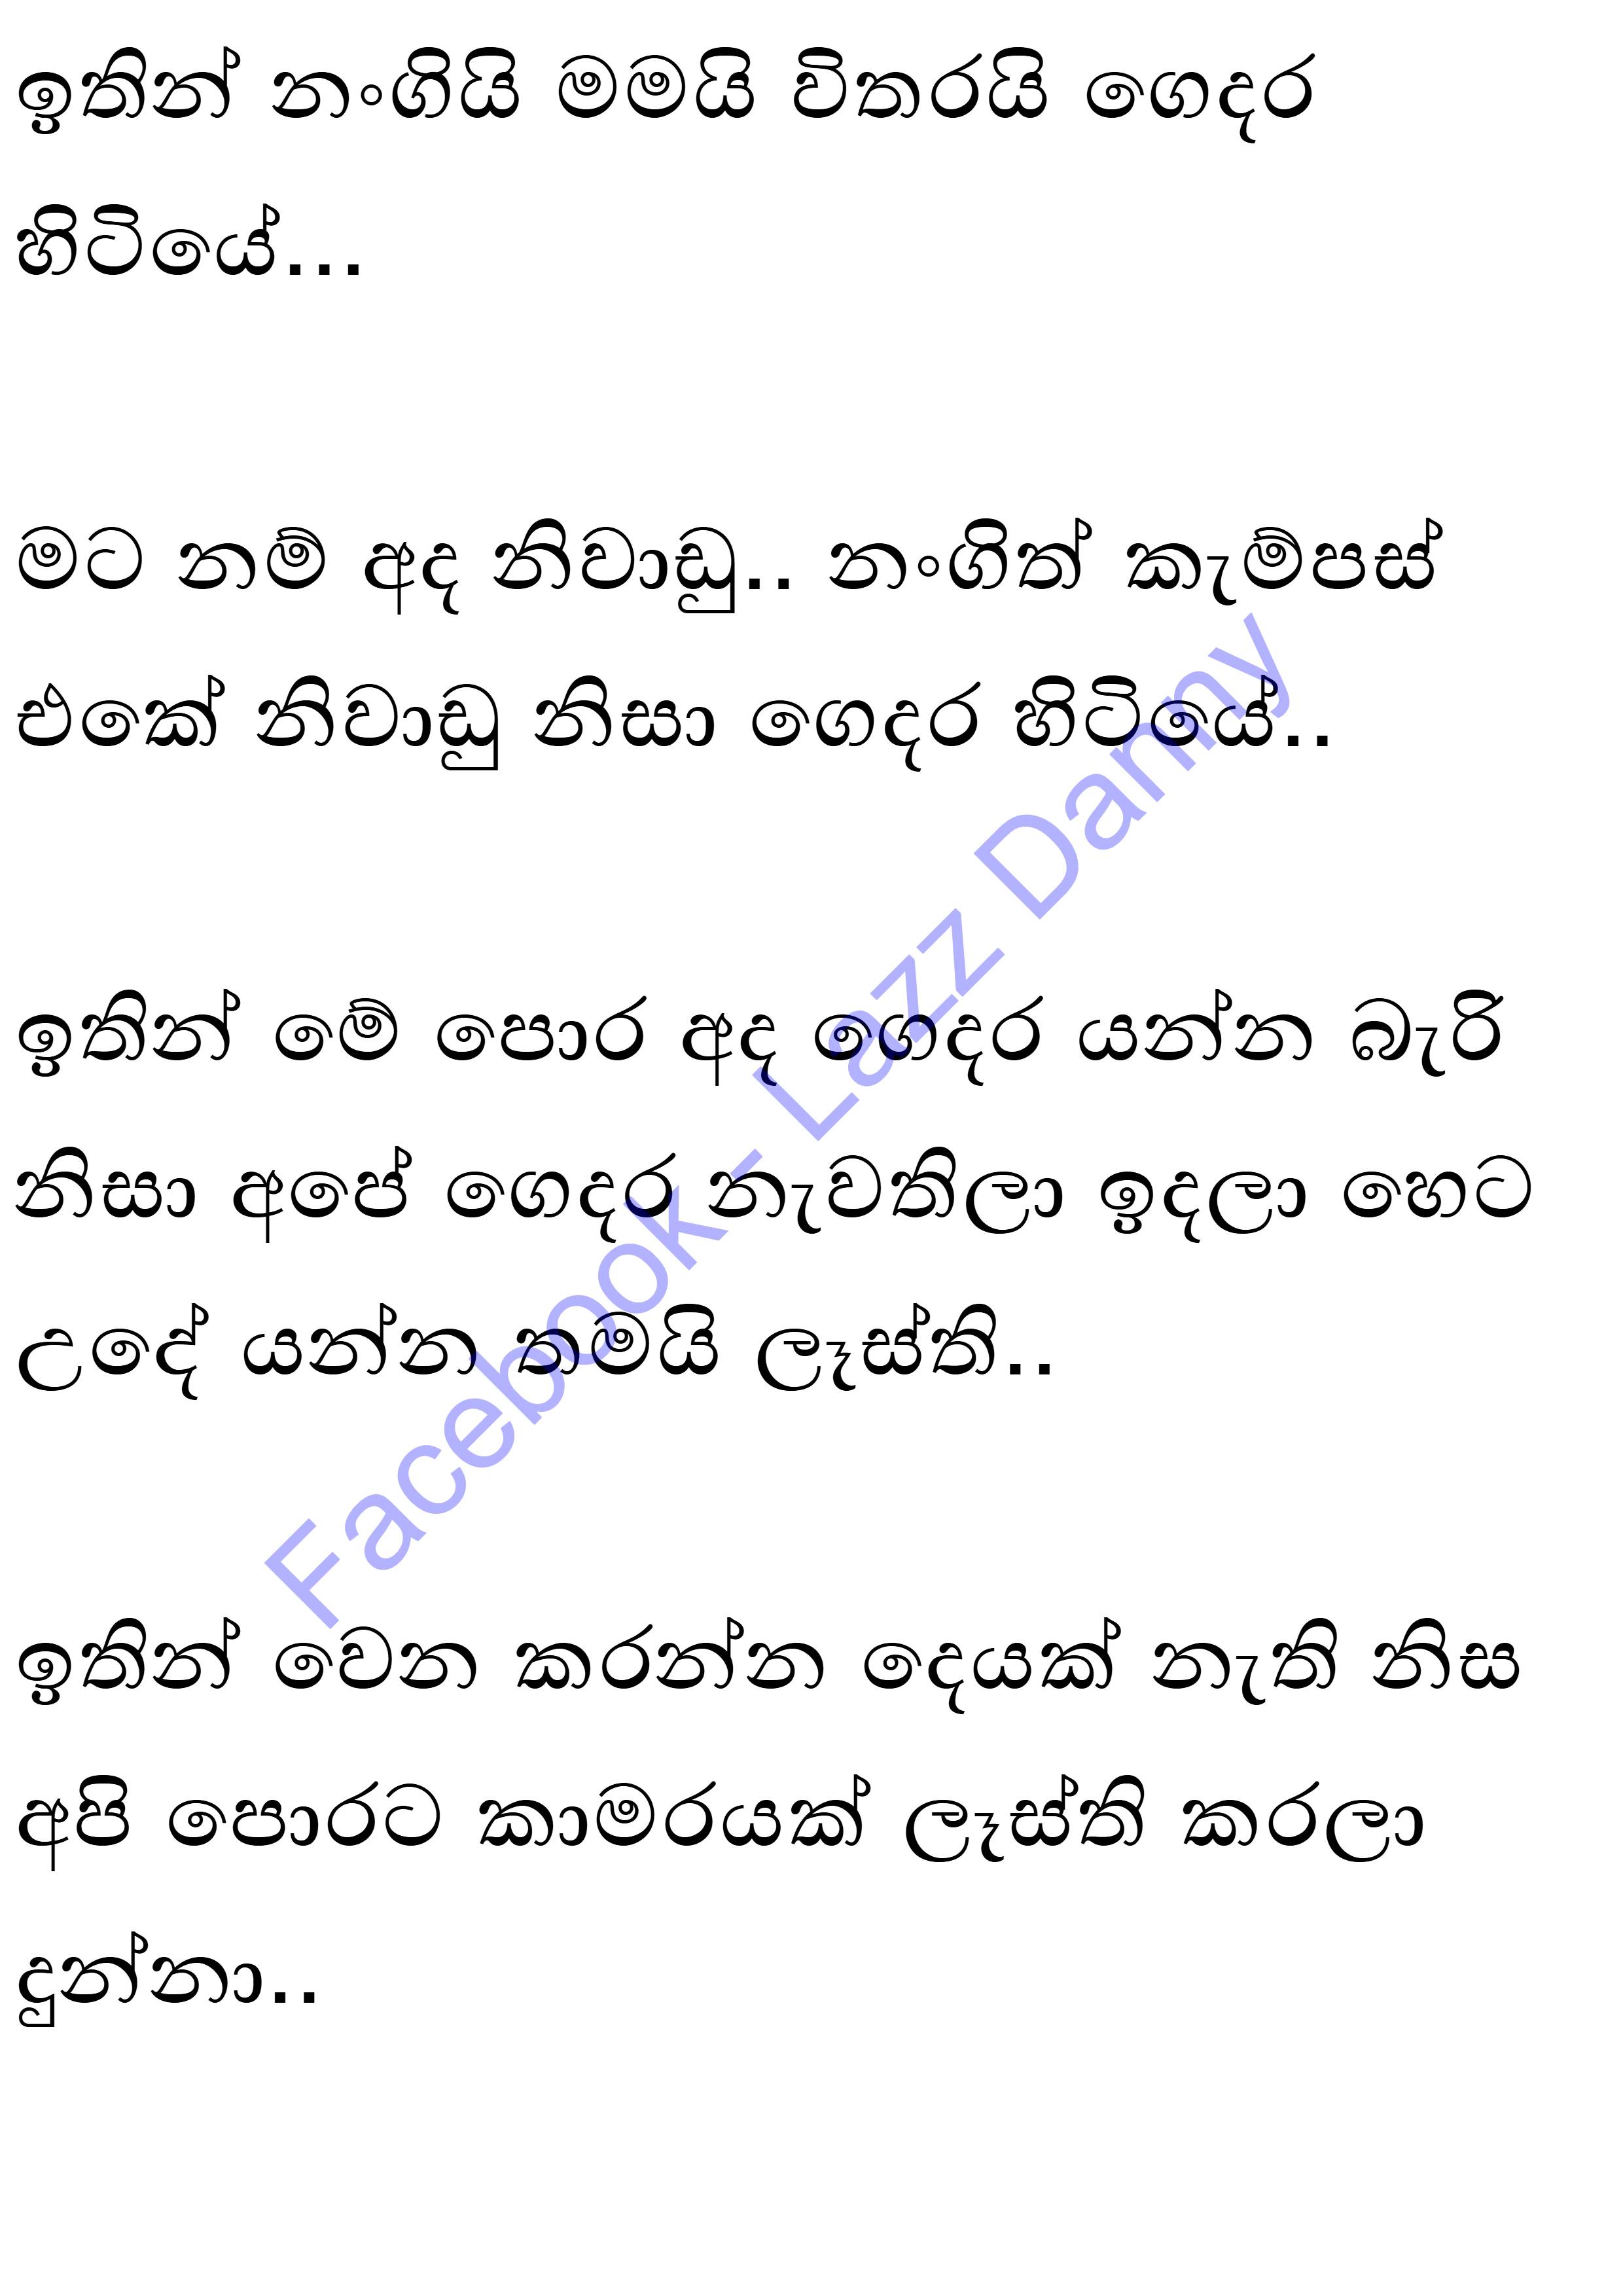 ඉතින් නංගියි මමයි විතරයි ගෙදර
හිටියේ...
මට නම් අද නිවාඩු.. නංගිත් කැම්පස්
එකේ නිවාඩු නිසා ගෙදර හිටියේ..
ඉතින් මේ පොර අද ගෙදර යන්න බැරි
නිසා අපේ ගෙදර නැවතිලා ඉදලා හෙට
උදේ යන්න තමයි ලෑස්ති..
ඉතින් වෙන කරන්න දෙයක් නැති නිස
අපි පොරට කාමරයක් ලෑස්ති කරලා
දුන්නා..
Facebook - Lazz Danny